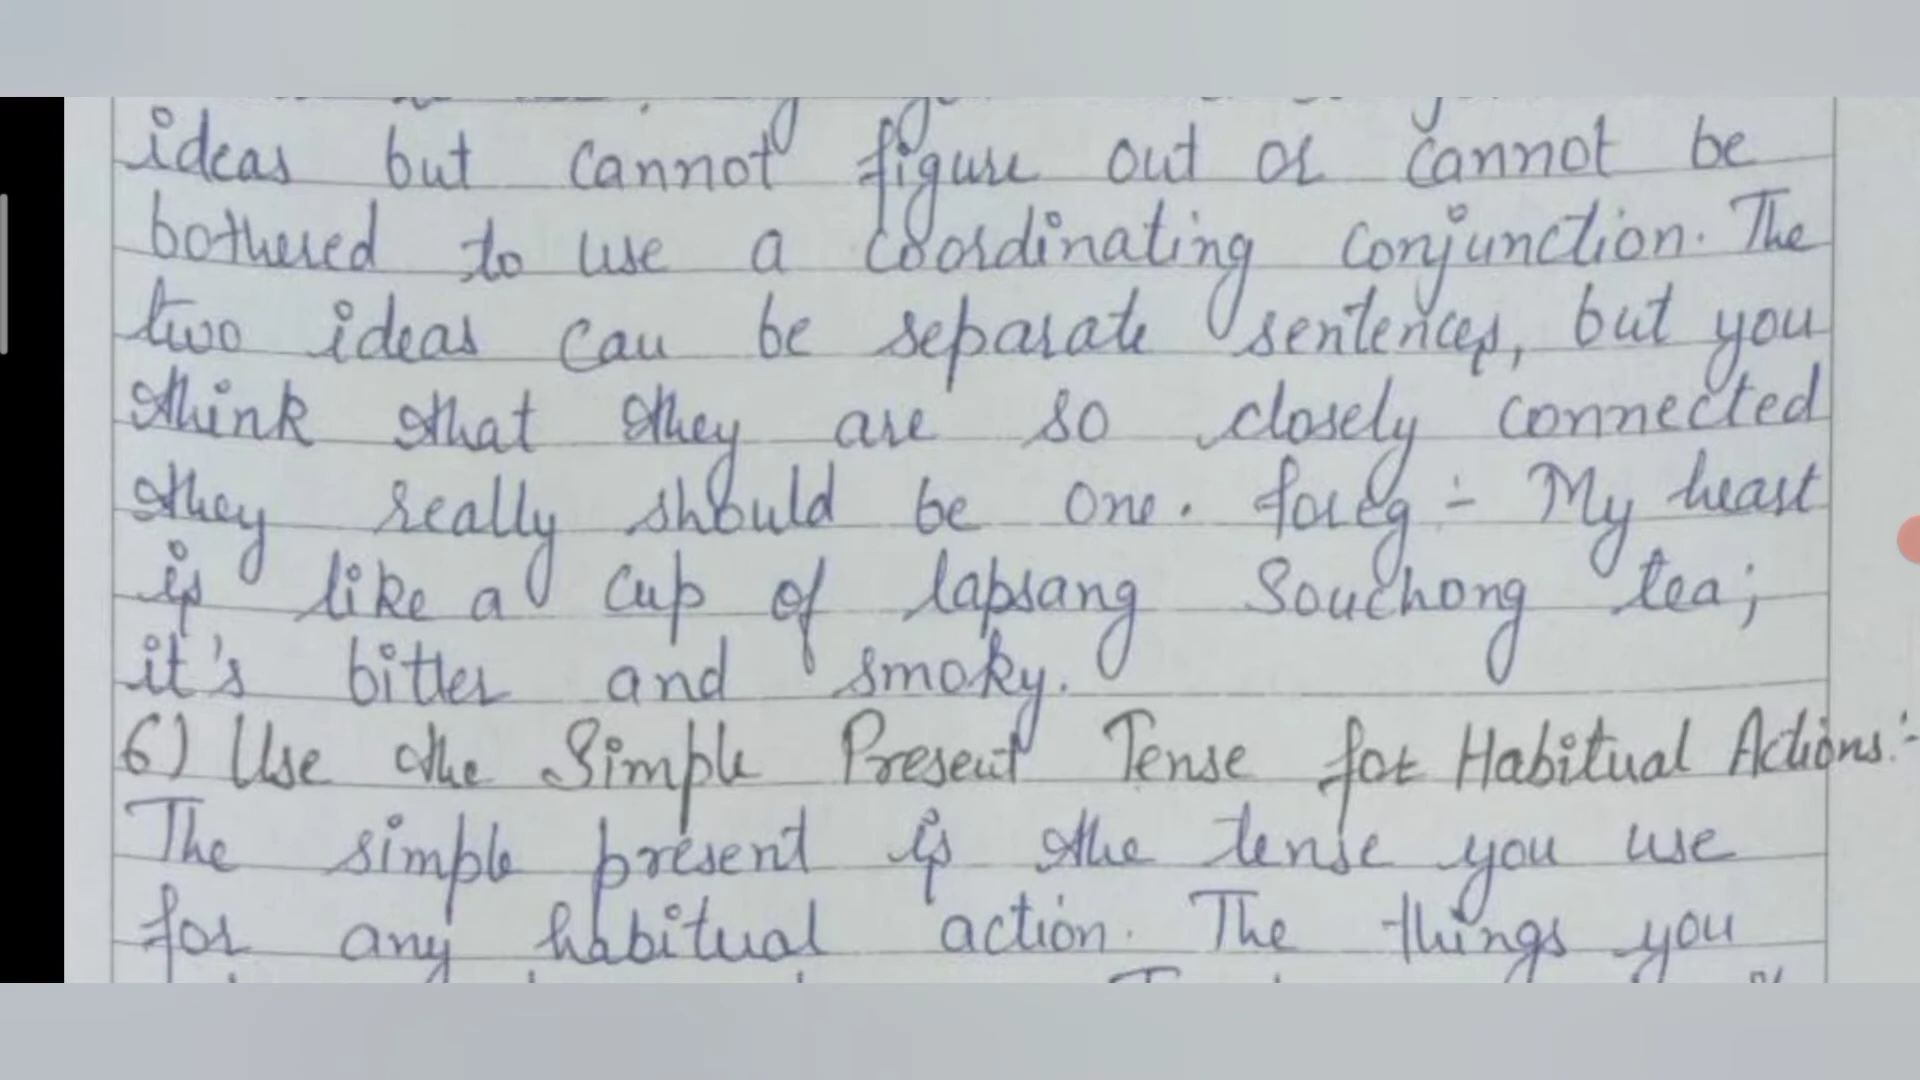 ideas but cannot figure out or cannot be
bothered to use a coordinating conjunction. The
two ideas can be separate sentences, but you
think that they are so closely connected
they really should be one. for eg :- My heart
is like a cup of lapsang Souchong tea;
it's bitter and smoky.
6) Use the Simple Present Tense for Habitual Actions:-
The simple present is the tense you use
for any habitual action. The things you